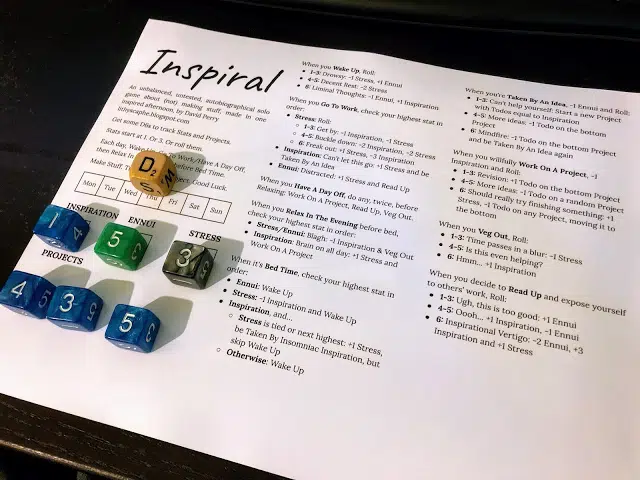 Inspiral
An unbalanced, untested, autobiographical solo
game about (not) making stuff, made in one
inspired afternoon, by David Perry
lithyscaphe.blogspot.com
Get some D6s to track Stats and Projects.
Stats start at 1. Or 3. Or roll them.
Each day, Wake Up, Go To Work/Have A Day Off,
then Relax In The Evening before Bed Time.
Make Stuff. Good Luck.
Mon Tues Wed Thu Fri Sat Sun
INSPIRATION ENNUI STRESS
1 4 5 3
PROJECTS
4 5 3 5
When you Wake Up, Roll:
• 1-3: Drowsy: -1 Stress, +1 Ennui
• 4-5: Decent Rest: -2 Stress
• 6: Liminal Thoughts: -1 Ennui, +1 Inspiration
When you Go To Work, check your highest stat in
order:
• Stress: Roll:
○ 1-3: Get by: -1 Inspiration, -1 Stress
○ 4-5: Buckle down: -2 Inspiration, -2 Stress
○ 6: Freak out: +1 Stress, -3 Inspiration
• Inspiration: Can't let this go: +1 Stress and be
Taken By An Idea
• Ennui: Distracted: +1 Stress and Read Up
When you Have A Day Off, do any, twice, before
Relaxing: Work On A Project, Read Up, Veg Out.
When you Relax In The Evening before bed,
check your highest stat in order:
• Stress/Ennui: Blagh: -1 Inspiration & Veg Out
• Inspiration: Brain on all day: +1 Stress and
Work On A Project
When it's Bed Time, check your highest stat in
order:
• Ennui: Wake Up
• Stress: -1 Inspiration and Wake Up
• Inspiration, and...
○ Stress is tied or next highest: +1 Stress,
be Taken By Insomniac Inspiration, but
skip Wake Up
○ Otherwise: Wake Up
When you're Taken By An Idea, -1 Ennui and Roll:
• 1-3: Can't help yourself: Start a new Project
with Todos equal to Inspiration
• 4-5: More ideas: -1 Todo on the bottom
Project
• 6: Mindfire: -1 Todo on the bottom Project
and be Taken By An Idea again
When you willfully Work On A Project, -1
Inspiration and Roll:
• 1-3: Revision: +1 Todo on the bottom Project
• 4-5: More ideas: -1 Todo on a random Project
• 6: Should really try finishing something: +1
Stress, -1 Todo on any Project, moving it to
the bottom
When you Veg Out, Roll:
• 1-3: Time passes in a blur: -1 Stress
• 4-5: Is this even helping?
• 6: Hmm... +1 Inspiration
When you decide to Read Up and expose yourself
to others' work, Roll:
• 1-3: Ugh, this is too good: +1 Ennui
• 4-5: Oooh... +1 Inspiration, -1 Ennui
• 6: Inspirational Vertigo: -2 Ennui, +3
Inspiration and +1 Stress